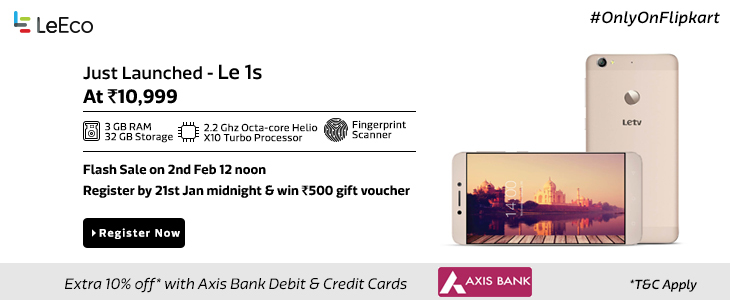 LeEco
#OnlyOnFlipkart
Just Launched - Le 1s
At ₹10,999
3 GB RAM
32 GB Storage
2.2 Ghz Octa-core Helio
X10 Turbo Processor
Fingerprint
Scanner
Flash Sale on 2nd Feb 12 noon
Register by 21st Jan midnight & win ₹500 gift voucher
Register Now
Letv
14:00
Extra 10% off* with Axis Bank Debit & Credit Cards
AXIS BANK
*T&C Apply